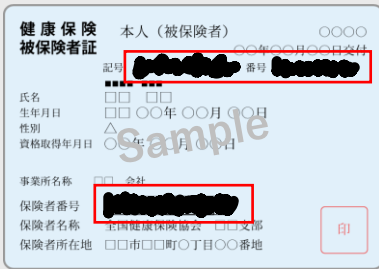 健康保険 本人（被保険者） ○○○○
被保険者証 ○○年○○月○○日交付
記号 番号
氏名 □□ □□
生年月日 □□ ○○年 ○○月 ○○日
性別 △
資格取得年月日 ○○年 ○○月 ○○日
Sample
事業所名称 □□ 会社
保険者番号
保険者名称 全国健康保険協会 □□支部
保険者所在地 □□市□□町○丁目○○番地
印